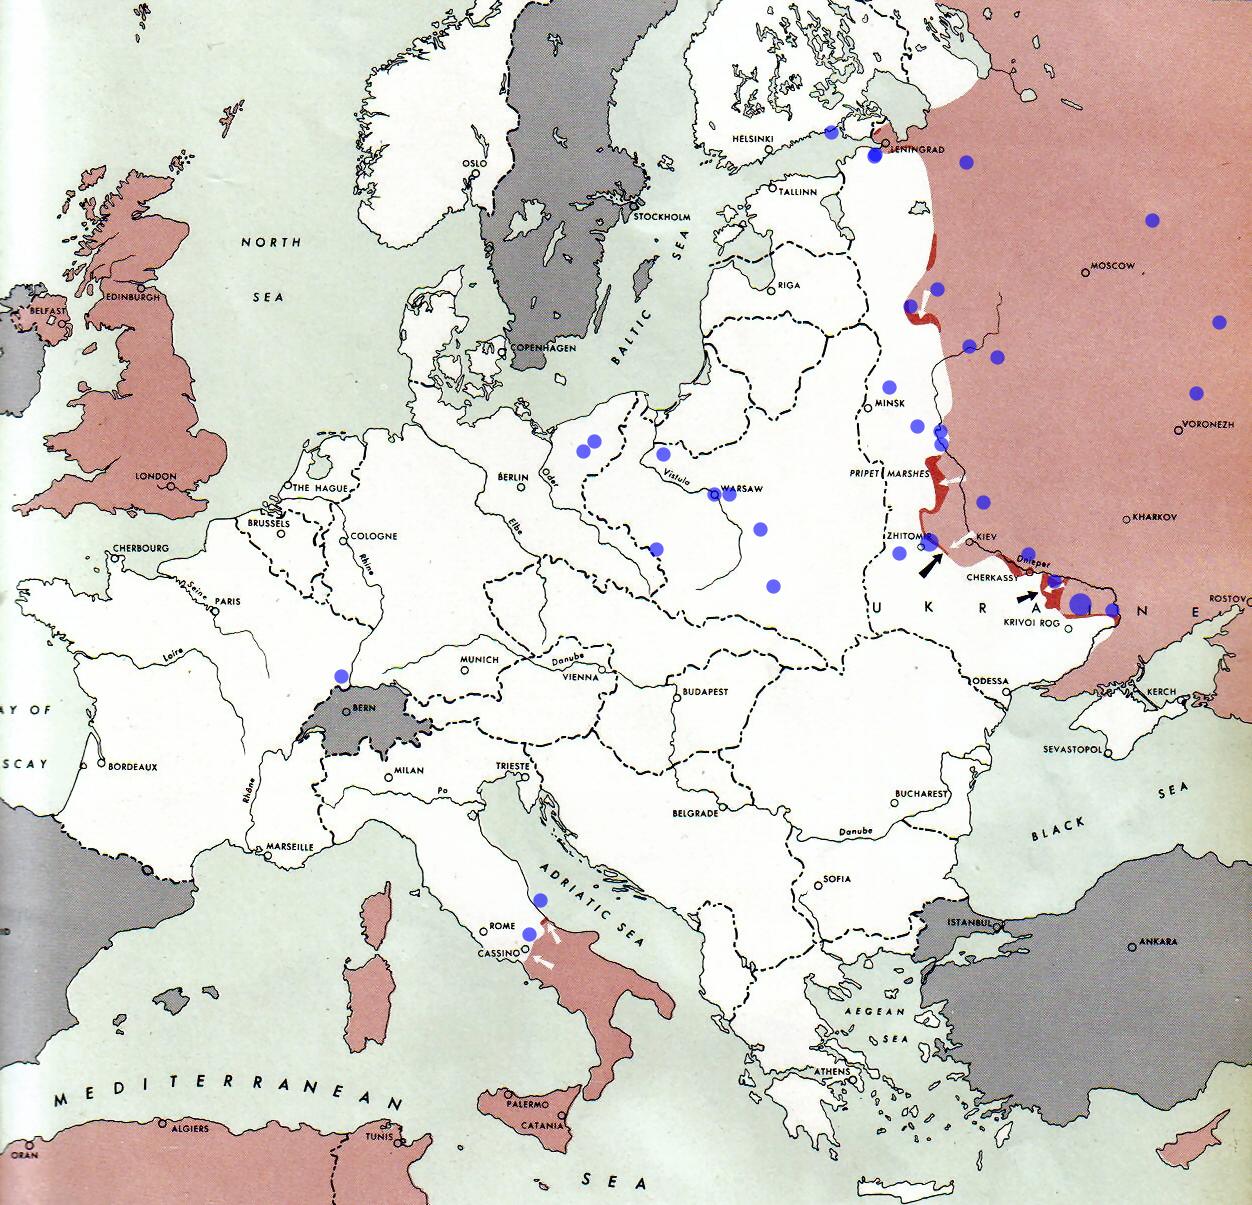 HELSINKI
LENINGRAD
OSLO
TALLINN
STOCKHOLM
NORTH
SEA
BALTIC
SEA
MOSCOW
EDINBURGH
BELFAST
RIGA
COPENHAGEN
MINSK
VORONEZH
LONDON
THE HAGUE
BERLIN
Oder
Vistula
WARSAW
PRIPET MARSHES
BRUSSELS
COLOGNE
Rhine
Elbe
KHARKOV
CHERBOURG
ZHITOMIR
KIEV
Dnieper
CHERKASSY
Seine
PARIS
UKRAINE
KRIVOI ROG
ROSTOV
Loire
MUNICH
Danube
VIENNA
BUDAPEST
ODESSA
KERCH
AY OF
SCAY
BERN
SEVASTOPOL
BORDEAUX
Rhône
MILAN
TRIESTE
Po
BELGRADE
BUCHAREST
Danube
BLACK
SEA
MARSEILLE
ADRIATIC SEA
SOFIA
ROME
CASSINO
ISTANBUL
ANKARA
AEGEAN
SEA
ATHENS
MEDITERRANEAN
SEA
PALERMO
CATANIA
ALGIERS
TUNIS
ORAN